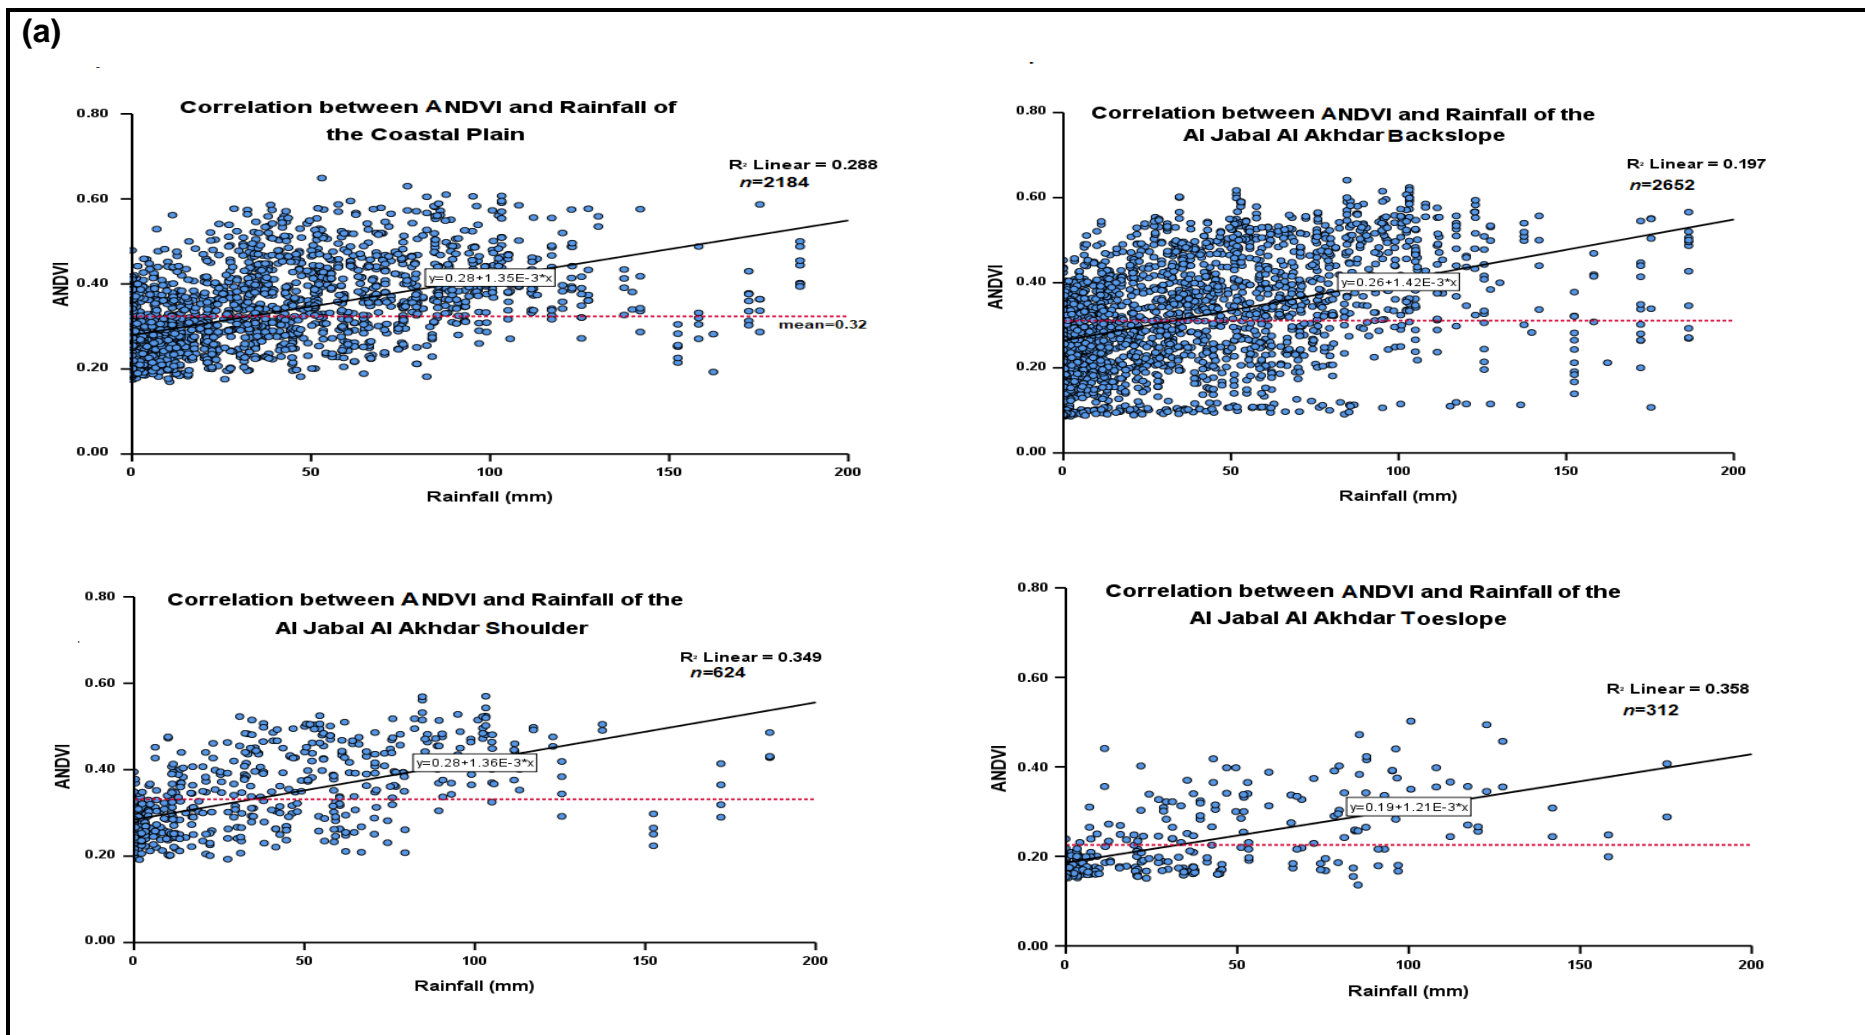 (a)
Correlation between ANDVI and Rainfall of
the Coastal Plain
R² Linear = 0.288
n=2184
0.80
0.60
0.40
0.20
0.00
ANDVI
y=0.28+1.35E-3*x
mean=0.32
0
50
100
150
200
Rainfall (mm)
Correlation between ANDVI and Rainfall of the
Al Jabal Al Akhdar Backslope
R² Linear = 0.197
n=2652
0.80
0.60
0.40
0.20
0.00
ANDVI
y=0.26+1.42E-3*x
0
50
100
150
200
Rainfall (mm)
Correlation between ANDVI and Rainfall of the
Al Jabal Al Akhdar Shoulder
R² Linear = 0.349
n=624
0.80
0.60
0.40
0.20
0.00
ANDVI
y=0.28+1.36E-3*x
0
50
100
150
200
Rainfall (mm)
Correlation between ANDVI and Rainfall of the
Al Jabal Al Akhdar Toeslope
R² Linear = 0.358
n=312
0.80
0.60
0.40
0.20
0.00
ANDVI
y=0.19+1.21E-3*x
0
50
100
150
200
Rainfall (mm)